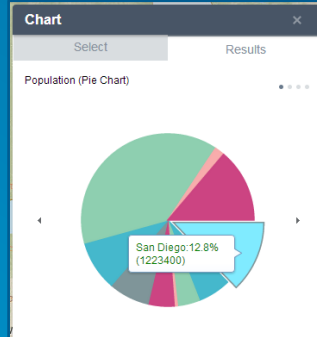 Chart
Select
Results
Population (Pie Chart)
San Diego:12.8%
(1223400)